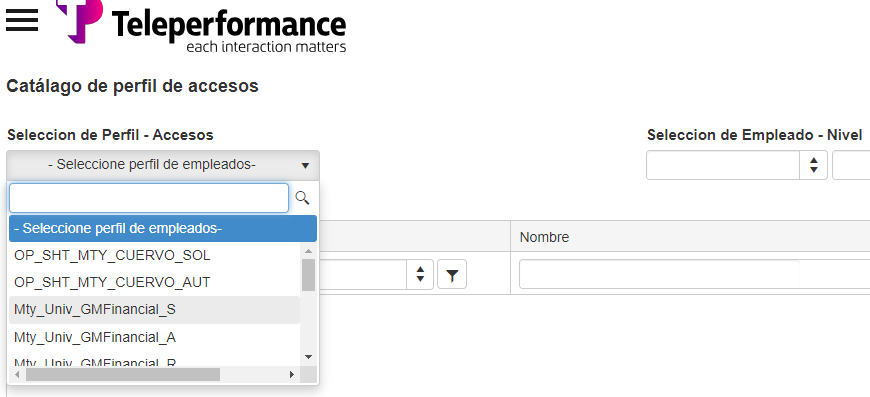 Teleperformance
each interaction matters
Catálago de perfil de accesos
Seleccion de Perfil - Accesos
Seleccion de Empleado - Nivel
- Seleccione perfil de empleados-
- Seleccione perfil de empleados-
Nombre
OP_SHT_MTY_CUERVO_SOL
OP_SHT_MTY_CUERVO_AUT
Mty_Univ_GMFinancial_S
Mty_Univ_GMFinancial_A
Mty_Univ_GMFinancial_R